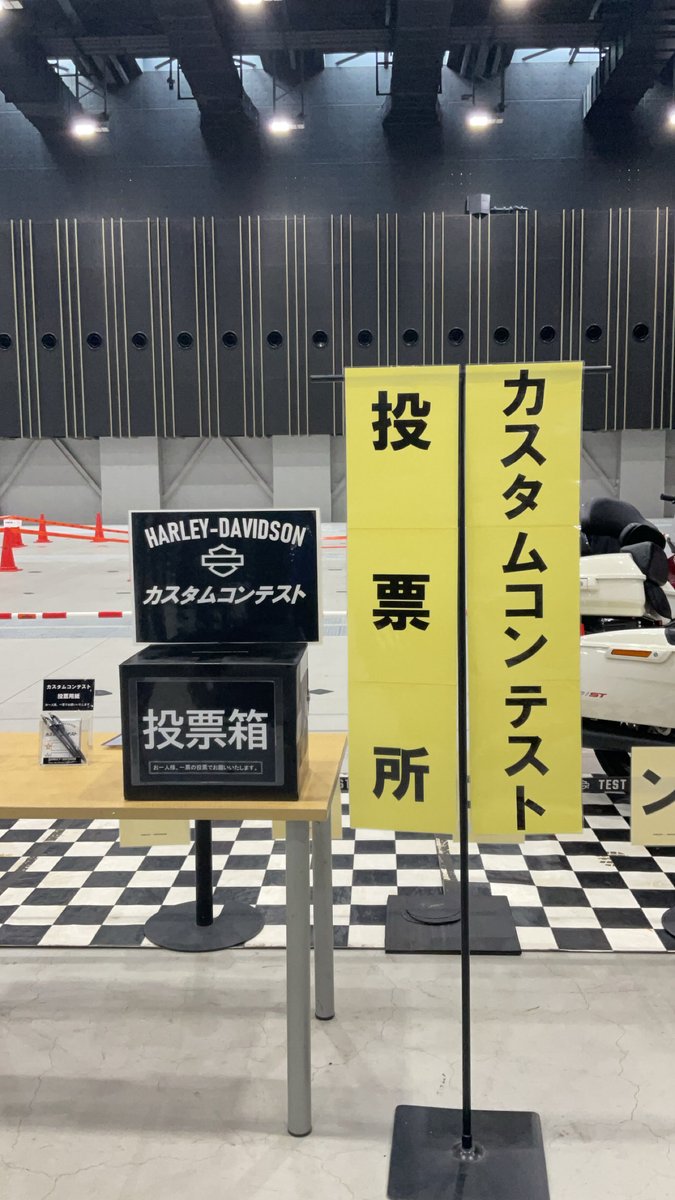 カスタムコンテスト
投票所
HARLEY-DAVIDSON
カスタムコンテスト
投票箱
お一人様、一票の投票でお願いいたします。
カスタムコンテスト
投票用紙
TEST
ン